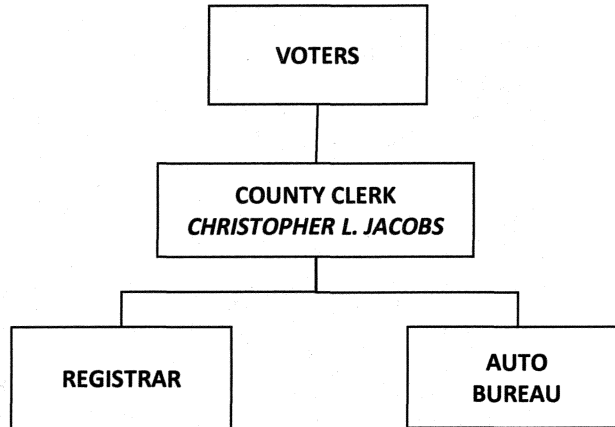 VOTERS
COUNTY CLERK
CHRISTOPHER L. JACOBS
REGISTRAR
AUTO
BUREAU